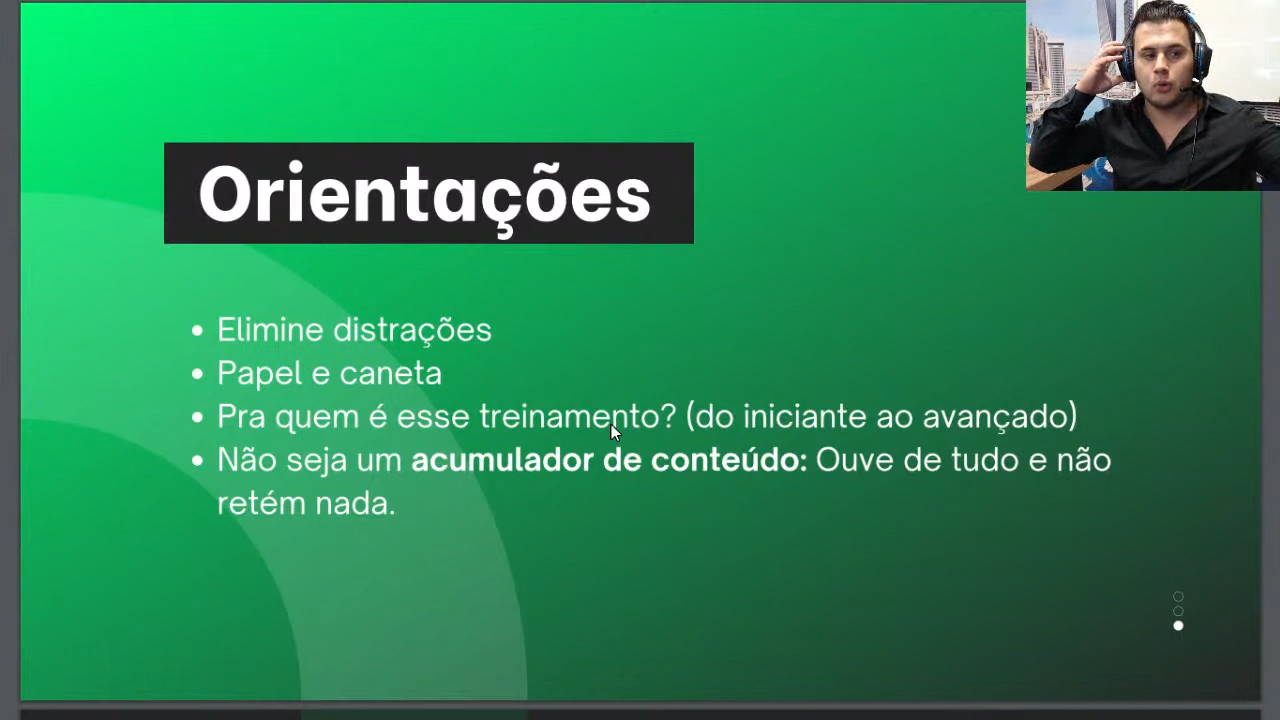 Orientações
• Elimine distrações
• Papel e caneta
• Pra quem é esse treinamento? (do iniciante ao avançado)
• Não seja um acumulador de conteúdo: Ouve de tudo e não
retém nada.